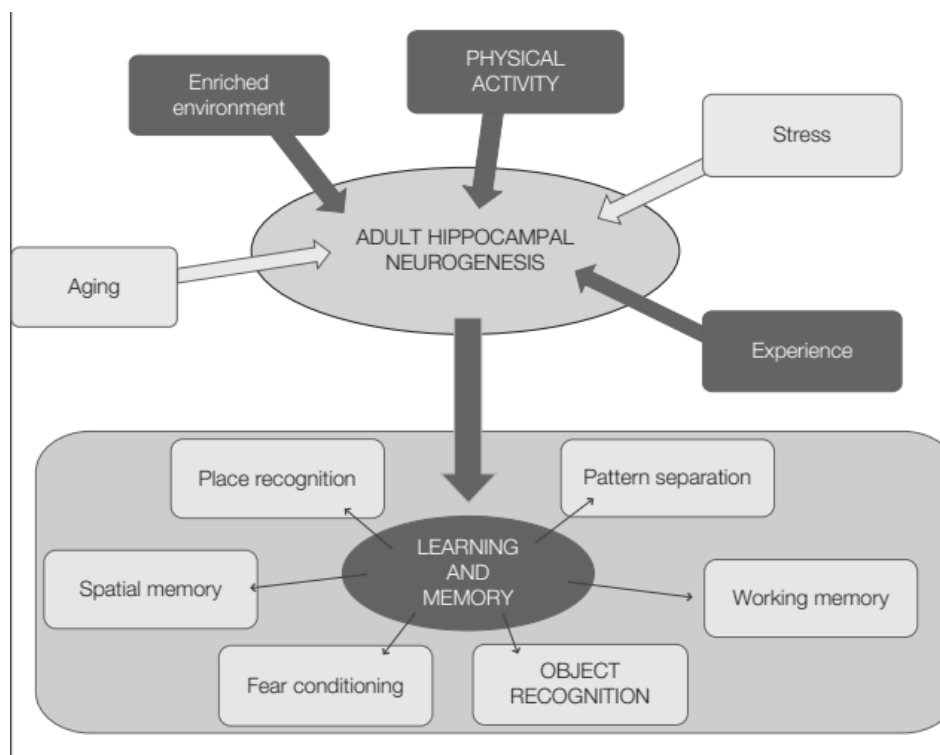 Enriched
environment
PHYSICAL
ACTIVITY
Stress
ADULT HIPPOCAMPAL
NEUROGENESIS
Aging
Experience
Place recognition
Pattern separation
LEARNING
AND
MEMORY
Spatial memory
Working memory
Fear conditioning
OBJECT
RECOGNITION